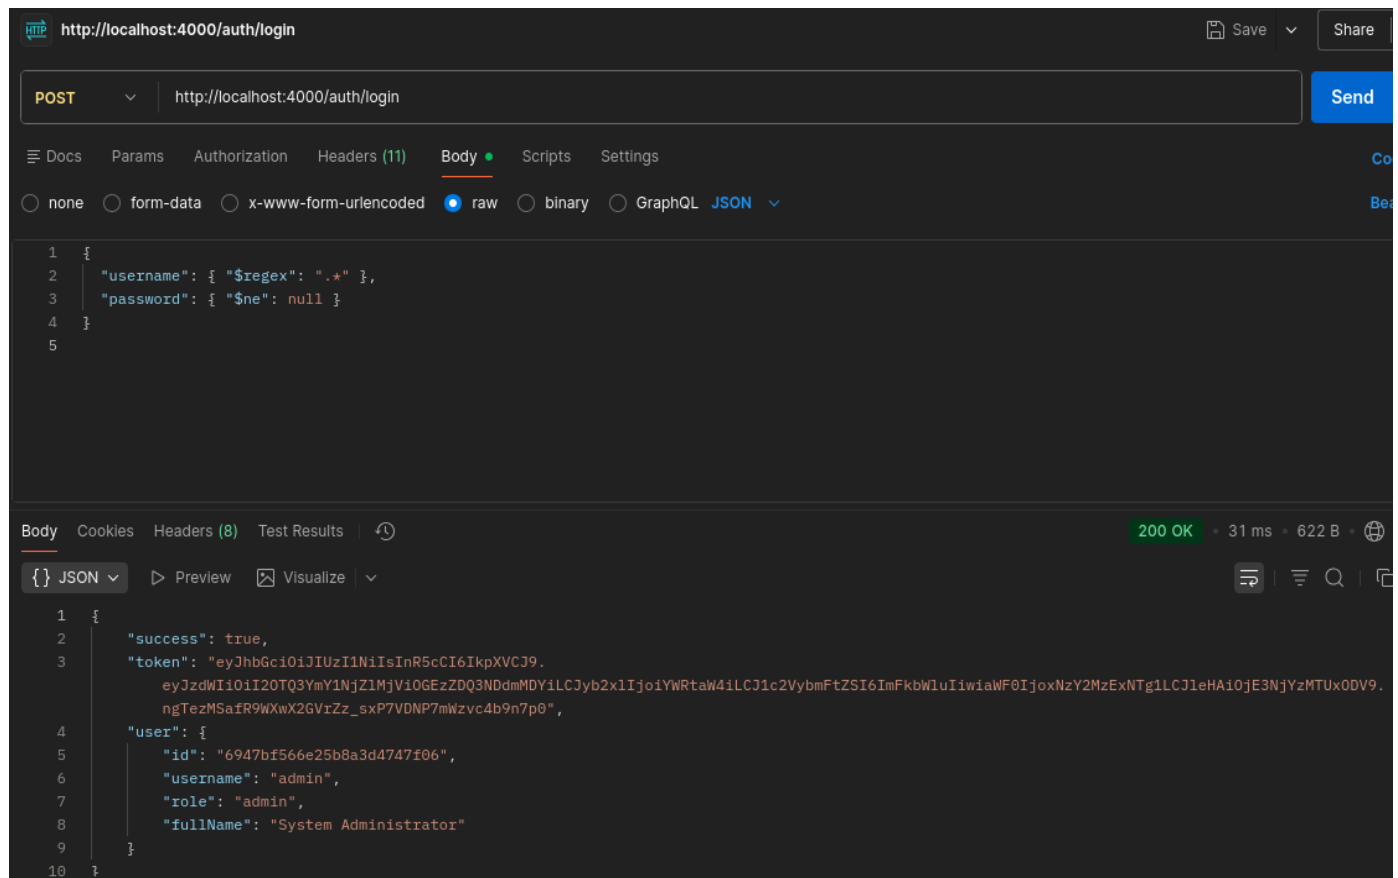 HTTP http://localhost:4000/auth/login Save Share
POST http://localhost:4000/auth/login Send
Docs Params Authorization Headers (11) Body Scripts Settings Co
none form-data x-www-form-urlencoded raw binary GraphQL JSON Bea
1 {
2 "username": { "$regex": ".*" },
3 "password": { "$ne": null }
4 }
5
Body Cookies Headers (8) Test Results 200 OK • 31 ms • 622 B •
{} JSON Preview Visualize
1 {
2 "success": true,
3 "token": "eyJhbGciOiJIUzI1NiIsInR5cCI6IkpXVCJ9.
eyJzdWIiOiI2OTQ3YmY1NjZlMjViOGEzZDQ3NDdmMDYiLCJyb2xlIjoiYWRtaW4iLCJ1c2VybmFtZSI6ImFkbWluIiwiaWF0IjoxNzY2MzExNTg1LCJleHAiOjE3NjYzMTUxODV9.
ngTezMSafR9WXwX2GVrZz_sxP7VDNP7mWzvc4b9n7p0",
4 "user": {
5 "id": "6947bf566e25b8a3d4747f06",
6 "username": "admin",
7 "role": "admin",
8 "fullName": "System Administrator"
9 }
10 }